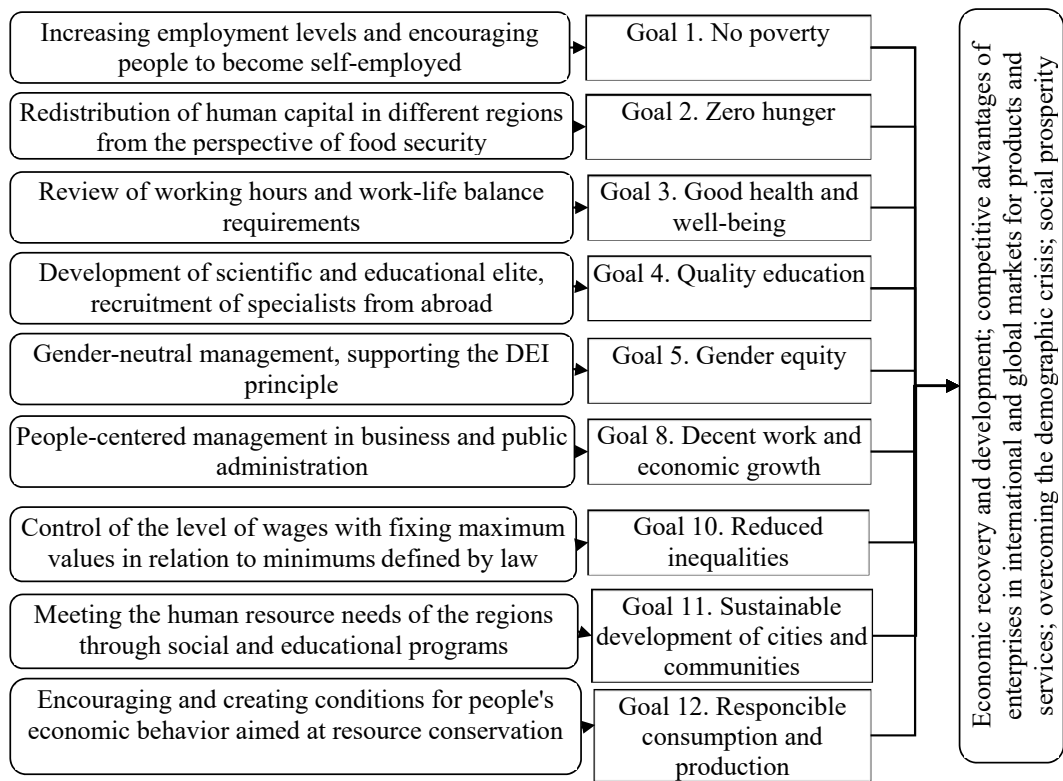 Increasing employment levels and encouraging
people to become self-employed
Goal 1. No poverty
Redistribution of human capital in different regions
from the perspective of food security
Goal 2. Zero hunger
Review of working hours and work-life balance
requirements
Goal 3. Good health and
well-being
Development of scientific and educational elite,
recruitment of specialists from abroad
Goal 4. Quality education
Gender-neutral management, supporting the DEI
principle
Goal 5. Gender equity
People-centered management in business and public
administration
Goal 8. Decent work and
economic growth
Control of the level of wages with fixing maximum
values in relation to minimums defined by law
Goal 10. Reduced
inequalities
Meeting the human resource needs of the regions
through social and educational programs
Goal 11. Sustainable
development of cities and
communities
Encouraging and creating conditions for people's
economic behavior aimed at resource conservation
Goal 12. Responcible
consumption and
production
Economic recovery and development; competitive advantages of
enterprises in international and global markets for products and
services; overcoming the demographic crisis; social prosperity